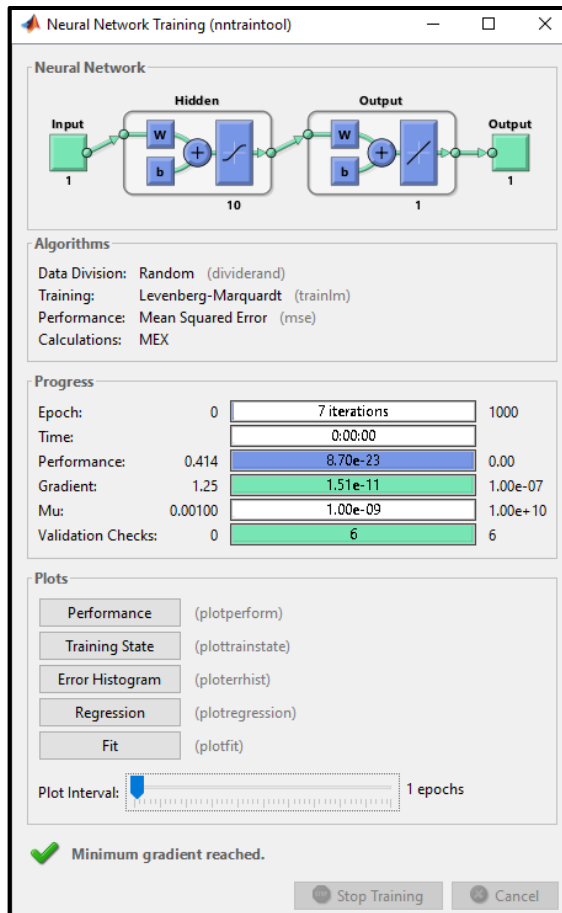 Neural Network Training (nntraintool)
Neural Network
Hidden Output
Input Output
W W
+ +
b b
1 1
10 1
Algorithms
Data Division: Random (dividerand)
Training: Levenberg-Marquardt (trainlm)
Performance: Mean Squared Error (mse)
Calculations: MEX
Progress
Epoch: 0 7 iterations 1000
Time: 0:00:00
Performance: 0.414 8.70e-23 0.00
Gradient: 1.25 1.51e-11 1.00e-07
Mu: 0.00100 1.00e-09 1.00e+10
Validation Checks: 0 6 6
Plots
Performance (plotperform)
Training State (plottrainstate)
Error Histogram (ploterrhist)
Regression (plotregression)
Fit (plotfit)
Plot Interval: 1 epochs
Minimum gradient reached.
Stop Training Cancel